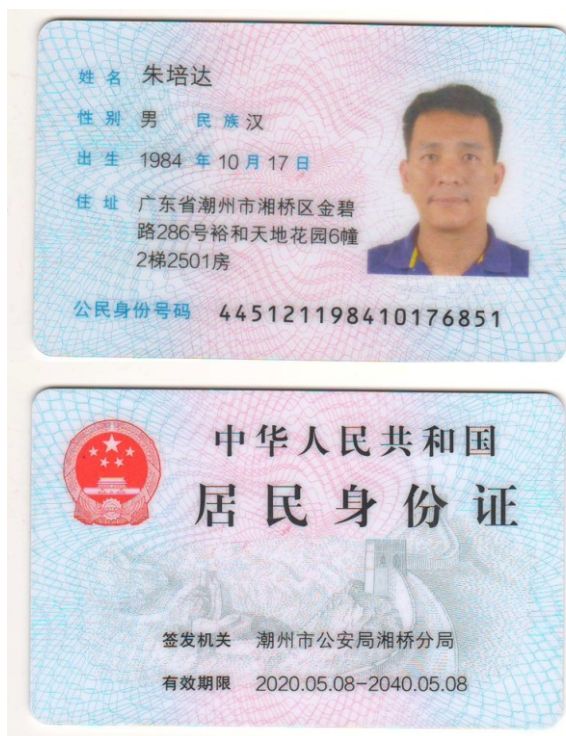 姓名 朱培达
性别 男 民族 汉
出生 1984 年 10 月 17 日
住址 广东省潮州市湘桥区金碧
路286号裕和天地花园6幢
2梯2501房
公民身份号码 445121198410176851
中华人民共和国
居民身份证
签发机关 潮州市公安局湘桥分局
有效期限 2020.05.08-2040.05.08